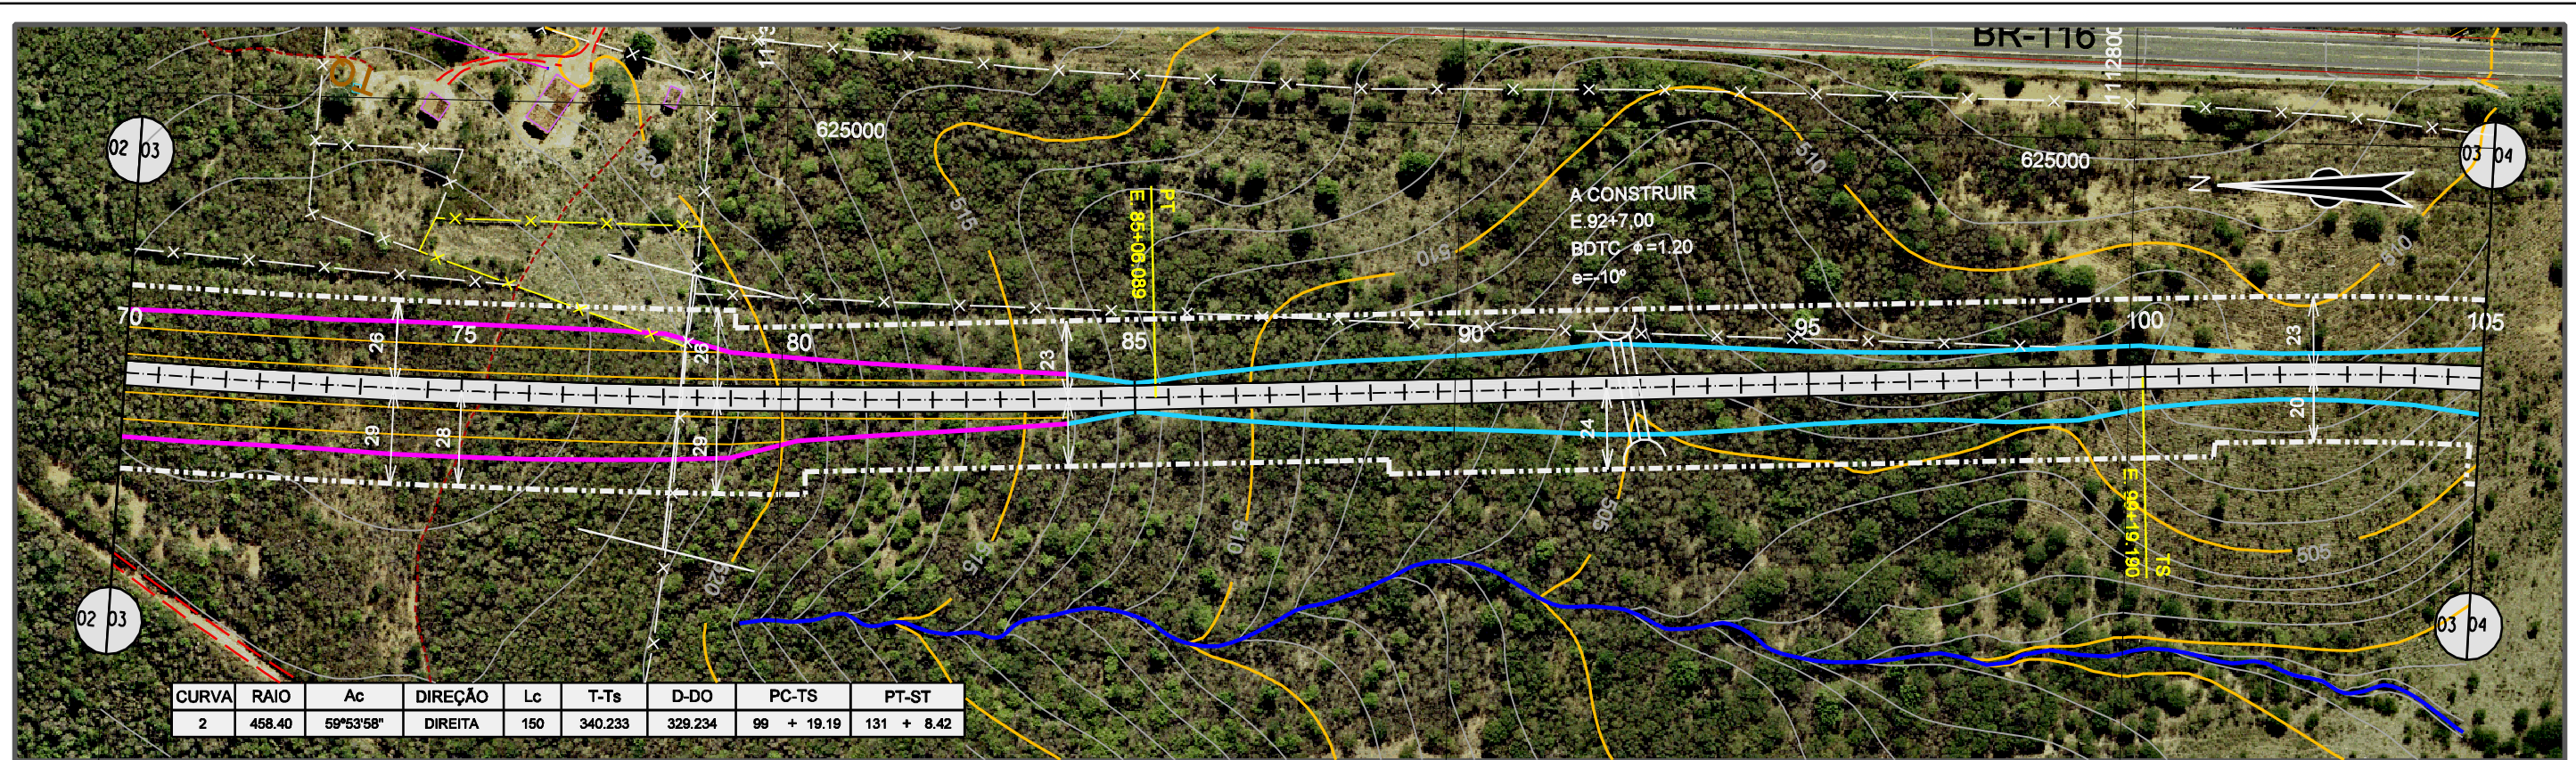 BR-116
1112800
TO
02 03
625000
625000
03 04
N
520
515
510
510
510
A CONSTRUIR
E.92+7,00
BDTC ϕ=1.20
e=-10°
PT
E. 85+06.089
70
75
80
85
90
95
100
105
26
26
23
23
29
28
29
24
20
E. 99+19.190
TS
520
515
510
505
505
02 03
03 04
CURVA RAIO Ac DIREÇÃO Lc T-Ts D-DO PC-TS PT-ST
2 458.40 59°53'58" DIREITA 150 340.233 329.234 99 + 19.19 131 + 8.42